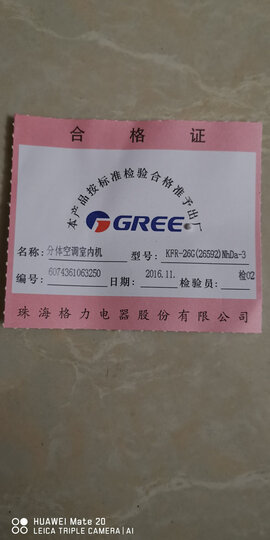 合格证
本产品按标准检验合格准予出厂
GREE
名称: 分体空调室内机 型号: KFR-26G(26592)NhDa-3
编号: 6074361063250 日期: 2016.11. 检验员: 检02
珠海格力电器股份有限公司
HUAWEI Mate 20
LEICA TRIPLE CAMERA | AI